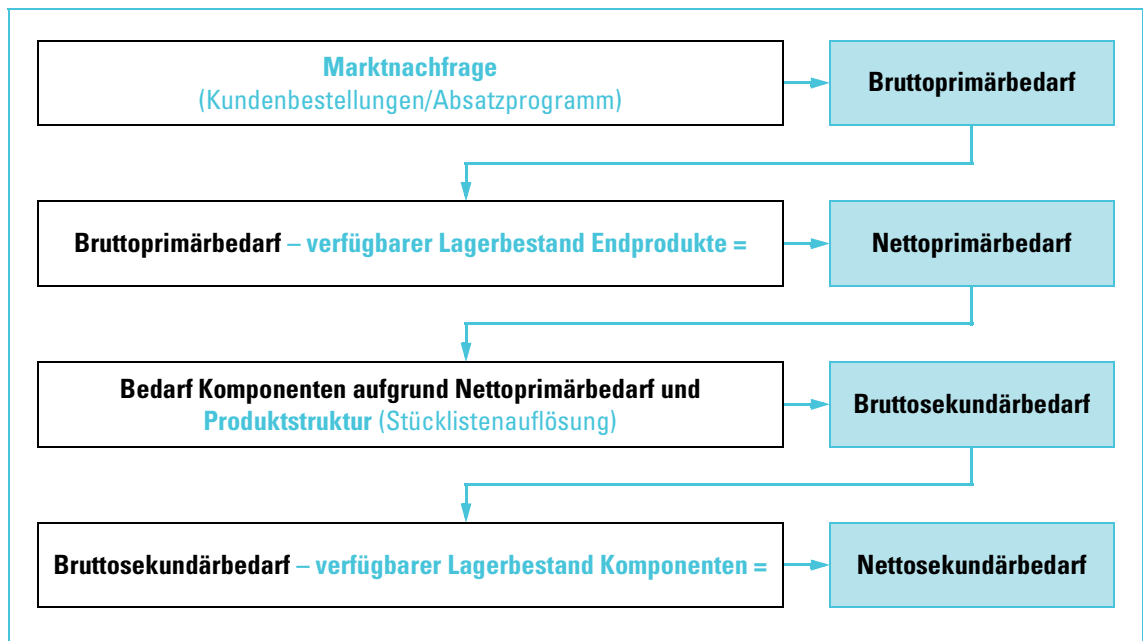 Marktnachfrage
(Kundenbestellungen/Absatzprogramm)
Bruttoprimärbedarf
Bruttoprimärbedarf – verfügbarer Lagerbestand Endprodukte =
Nettoprimärbedarf
Bedarf Komponenten aufgrund Nettoprimärbedarf und
Produktstruktur (Stücklistenauflösung)
Bruttosekundärbedarf
Bruttosekundärbedarf – verfügbarer Lagerbestand Komponenten =
Nettosekundärbedarf